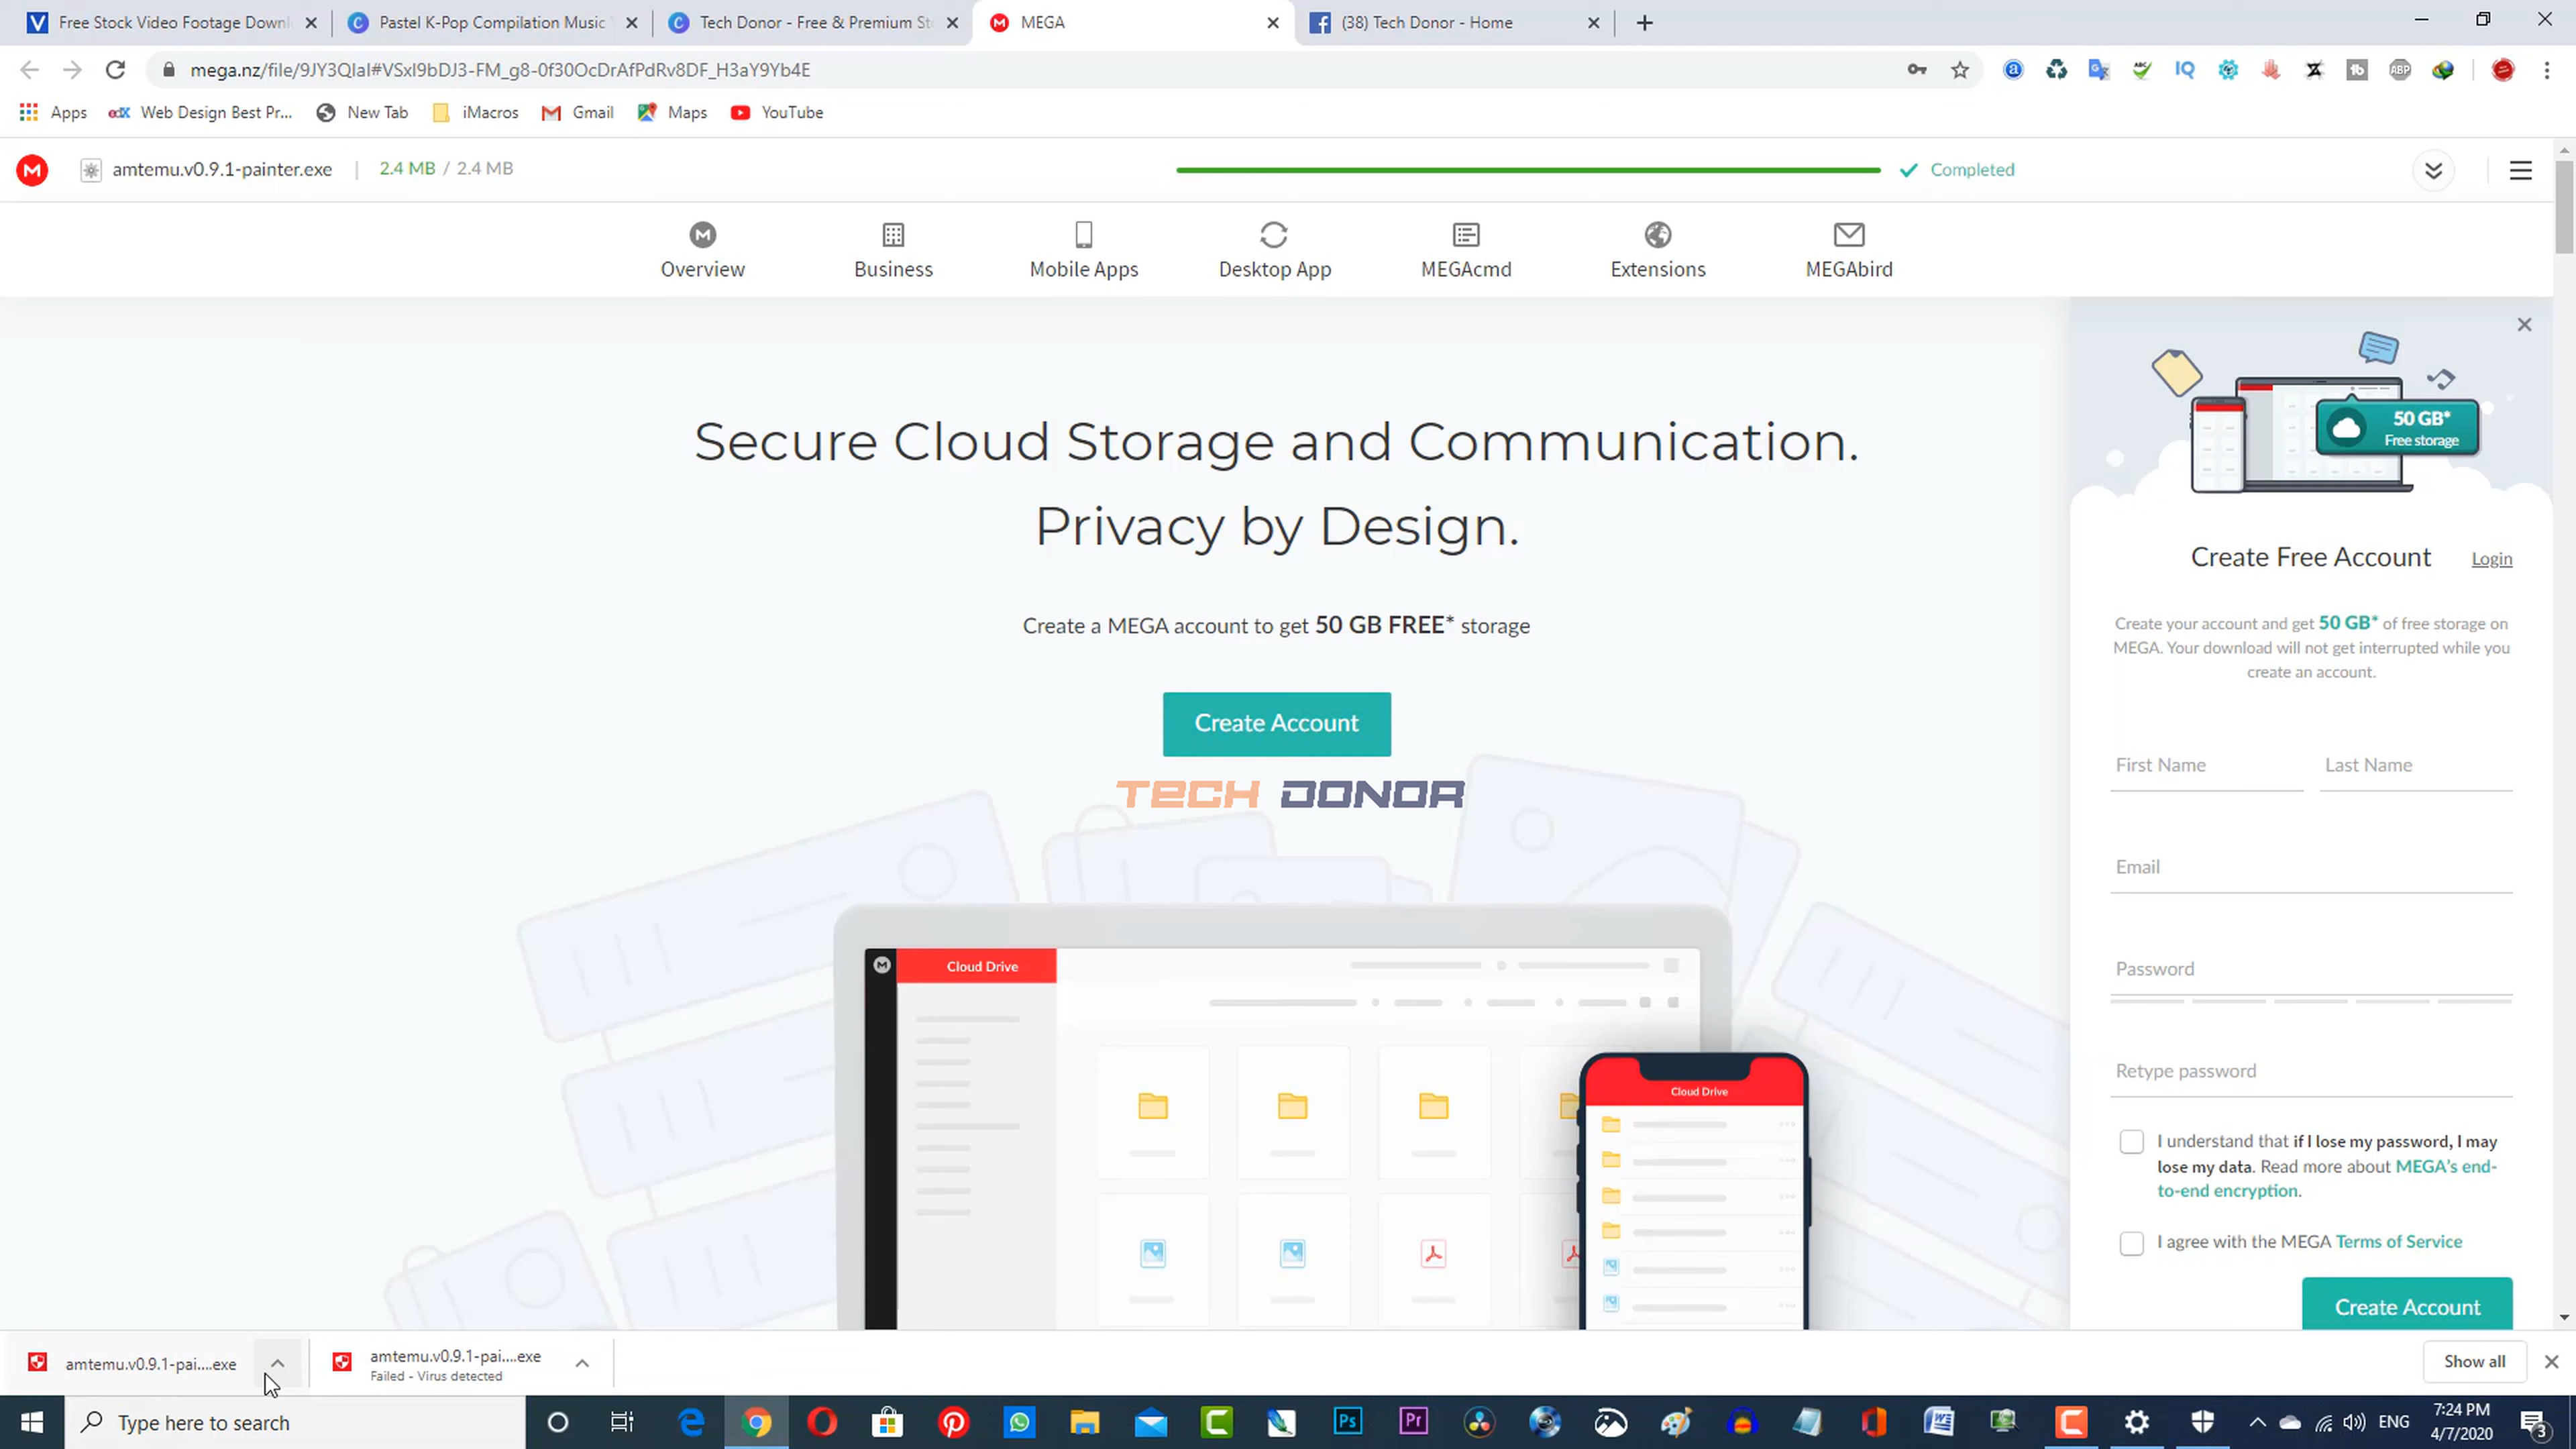 Free Stock Video Footage Downl
Pastel K-Pop Compilation Music
Tech Donor - Free & Premium St
MEGA
(38) Tech Donor - Home
mega.nz/file/9JY3QIaI#VSxI9bDJ3-FM_g8-0f30OcDrAfPdRv8DF_H3aY9Yb4E
Apps
Web Design Best Pr...
New Tab
iMacros
Gmail
Maps
YouTube
amtemu.v0.9.1-painter.exe
2.4 MB / 2.4 MB
Completed
Overview
Business
Mobile Apps
Desktop App
MEGAcmd
Extensions
MEGAbird
Secure Cloud Storage and Communication.
Privacy by Design.
Create a MEGA account to get 50 GB FREE* storage
Create Account
TECH DONOR
Cloud Drive
Cloud Drive
50 GB*
Free storage
Create Free Account
Login
Create your account and get 50 GB* of free storage on
MEGA. Your download will not get interrupted while you
create an account.
First Name
Last Name
Email
Password
Retype password
I understand that if I lose my password, I may
lose my data. Read more about MEGA's end-
to-end encryption.
I agree with the MEGA Terms of Service
Create Account
amtemu.v0.9.1-pai....exe
amtemu.v0.9.1-pai....exe
Failed - Virus detected
Show all
Type here to search
Ps
Pr
ENG
7:24 PM
4/7/2020
3